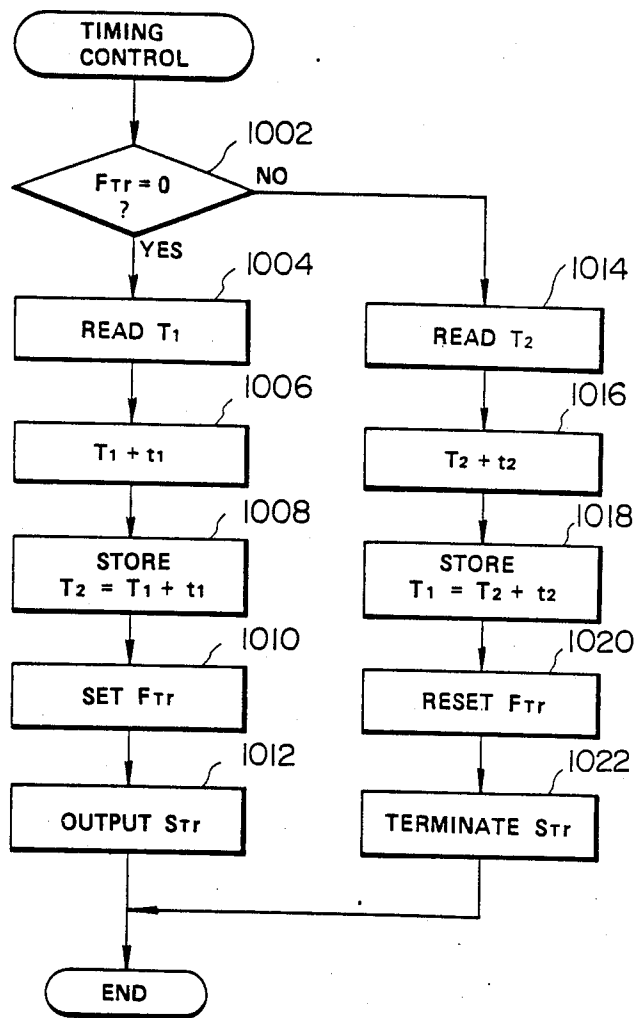 TIMING
CONTROL
1002
FTr = 0
?
NO
YES
1004
READ T1
1006
T1 + t1
1008
STORE
T2 = T1 + t1
1010
SET FTr
1012
OUTPUT STr
1014
READ T2
1016
T2 + t2
1018
STORE
T1 = T2 + t2
1020
RESET FTr
1022
TERMINATE STr
END